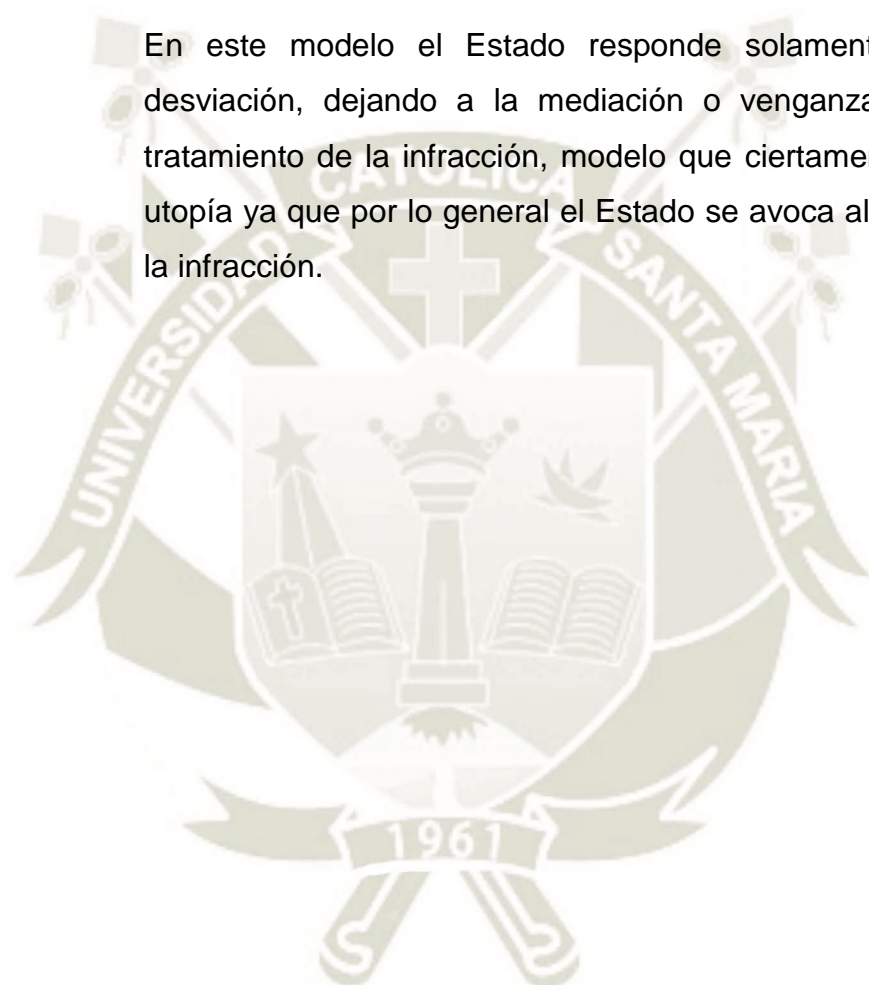 En este modelo el Estado responde solament
desviación, dejando a la mediación o venganza
tratamiento de la infracción, modelo que ciertamen
utopía ya que por lo general el Estado se avoca al
la infracción.
UNIVERSIDAD CATOLICA SANTA MARIA
1961